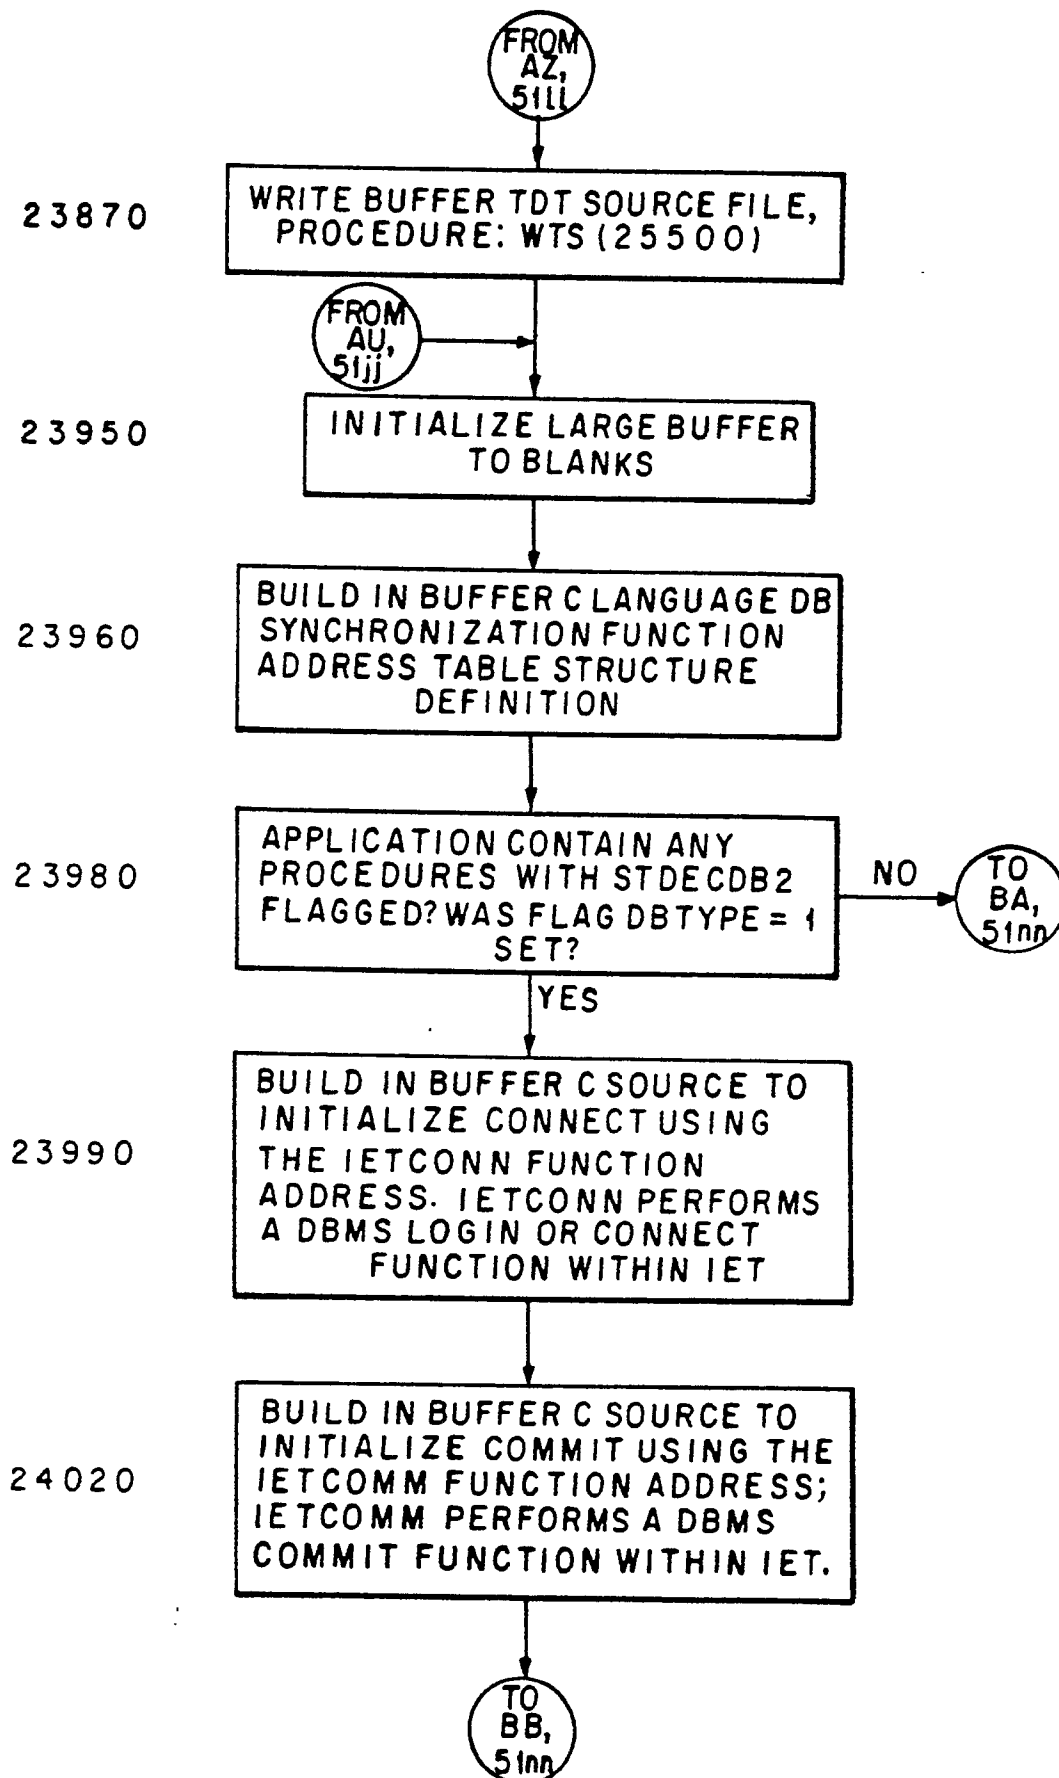 FROM
AZ,
51ll
23870
WRITE BUFFER TDT SOURCE FILE,
PROCEDURE: WTS (25500)
FROM
AU,
51jj
23950
INITIALIZE LARGE BUFFER
TO BLANKS
23960
BUILD IN BUFFER C LANGUAGE DB
SYNCHRONIZATION FUNCTION
ADDRESS TABLE STRUCTURE
DEFINITION
23980
APPLICATION CONTAIN ANY
PROCEDURES WITH STDECDB2
FLAGGED? WAS FLAG DBTYPE = 1
SET?
NO
TO
BA,
51nn
YES
23990
BUILD IN BUFFER C SOURCE TO
INITIALIZE CONNECT USING
THE IETCONN FUNCTION
ADDRESS. IETCONN PERFORMS
A DBMS LOGIN OR CONNECT
FUNCTION WITHIN IET
24020
BUILD IN BUFFER C SOURCE TO
INITIALIZE COMMIT USING THE
IETCOMM FUNCTION ADDRESS;
IETCOMM PERFORMS A DBMS
COMMIT FUNCTION WITHIN IET.
TO
BB,
51nn